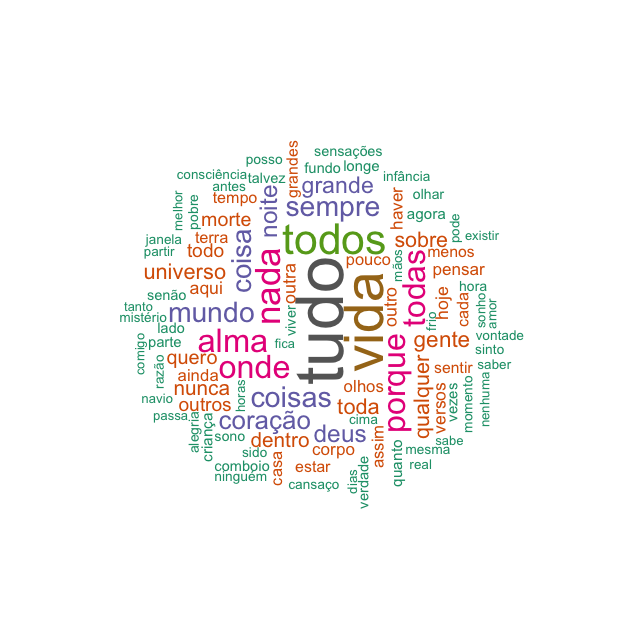 sensações
posso
grandes
fundo
longe
consciência
antes
talvez
infância
grande
tempo
melhor
pobre
noite
sempre
haver
olhar
morte
agora
pode
janela
terra
coisa
todos
sobre
existir
partir
todo
nada
pouco
menos
universo
outra
tudo
vida
mãos
todas
pensar
senão
aqui
hora
tanto
mundo
viver
outro
hoje
cada
sonho
amor
mistério
frio
lado
alma
fica
porque
gente
vontade
comigo
parte
sinto
razão
quero
onde
qualquer
sentir
saber
ainda
navio
nunca
horas
coisas
olhos
versos
vezes
momento
nenhuma
outros
toda
passa
coração
cima
alegria
criança
sono
dentro
deus
assim
sabe
sido
corpo
quanto
mesma
comboio
casa
estar
real
ninguém
cansaço
dias
verdade